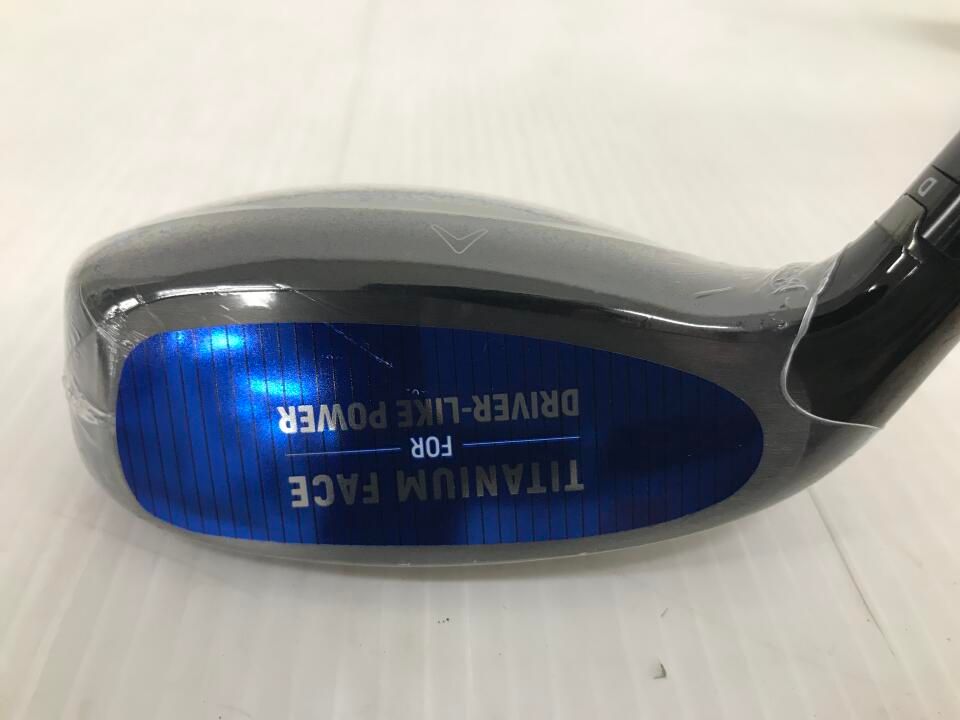 TITANIUM FACE
FOR
DRIVER-LIKE POWER
D